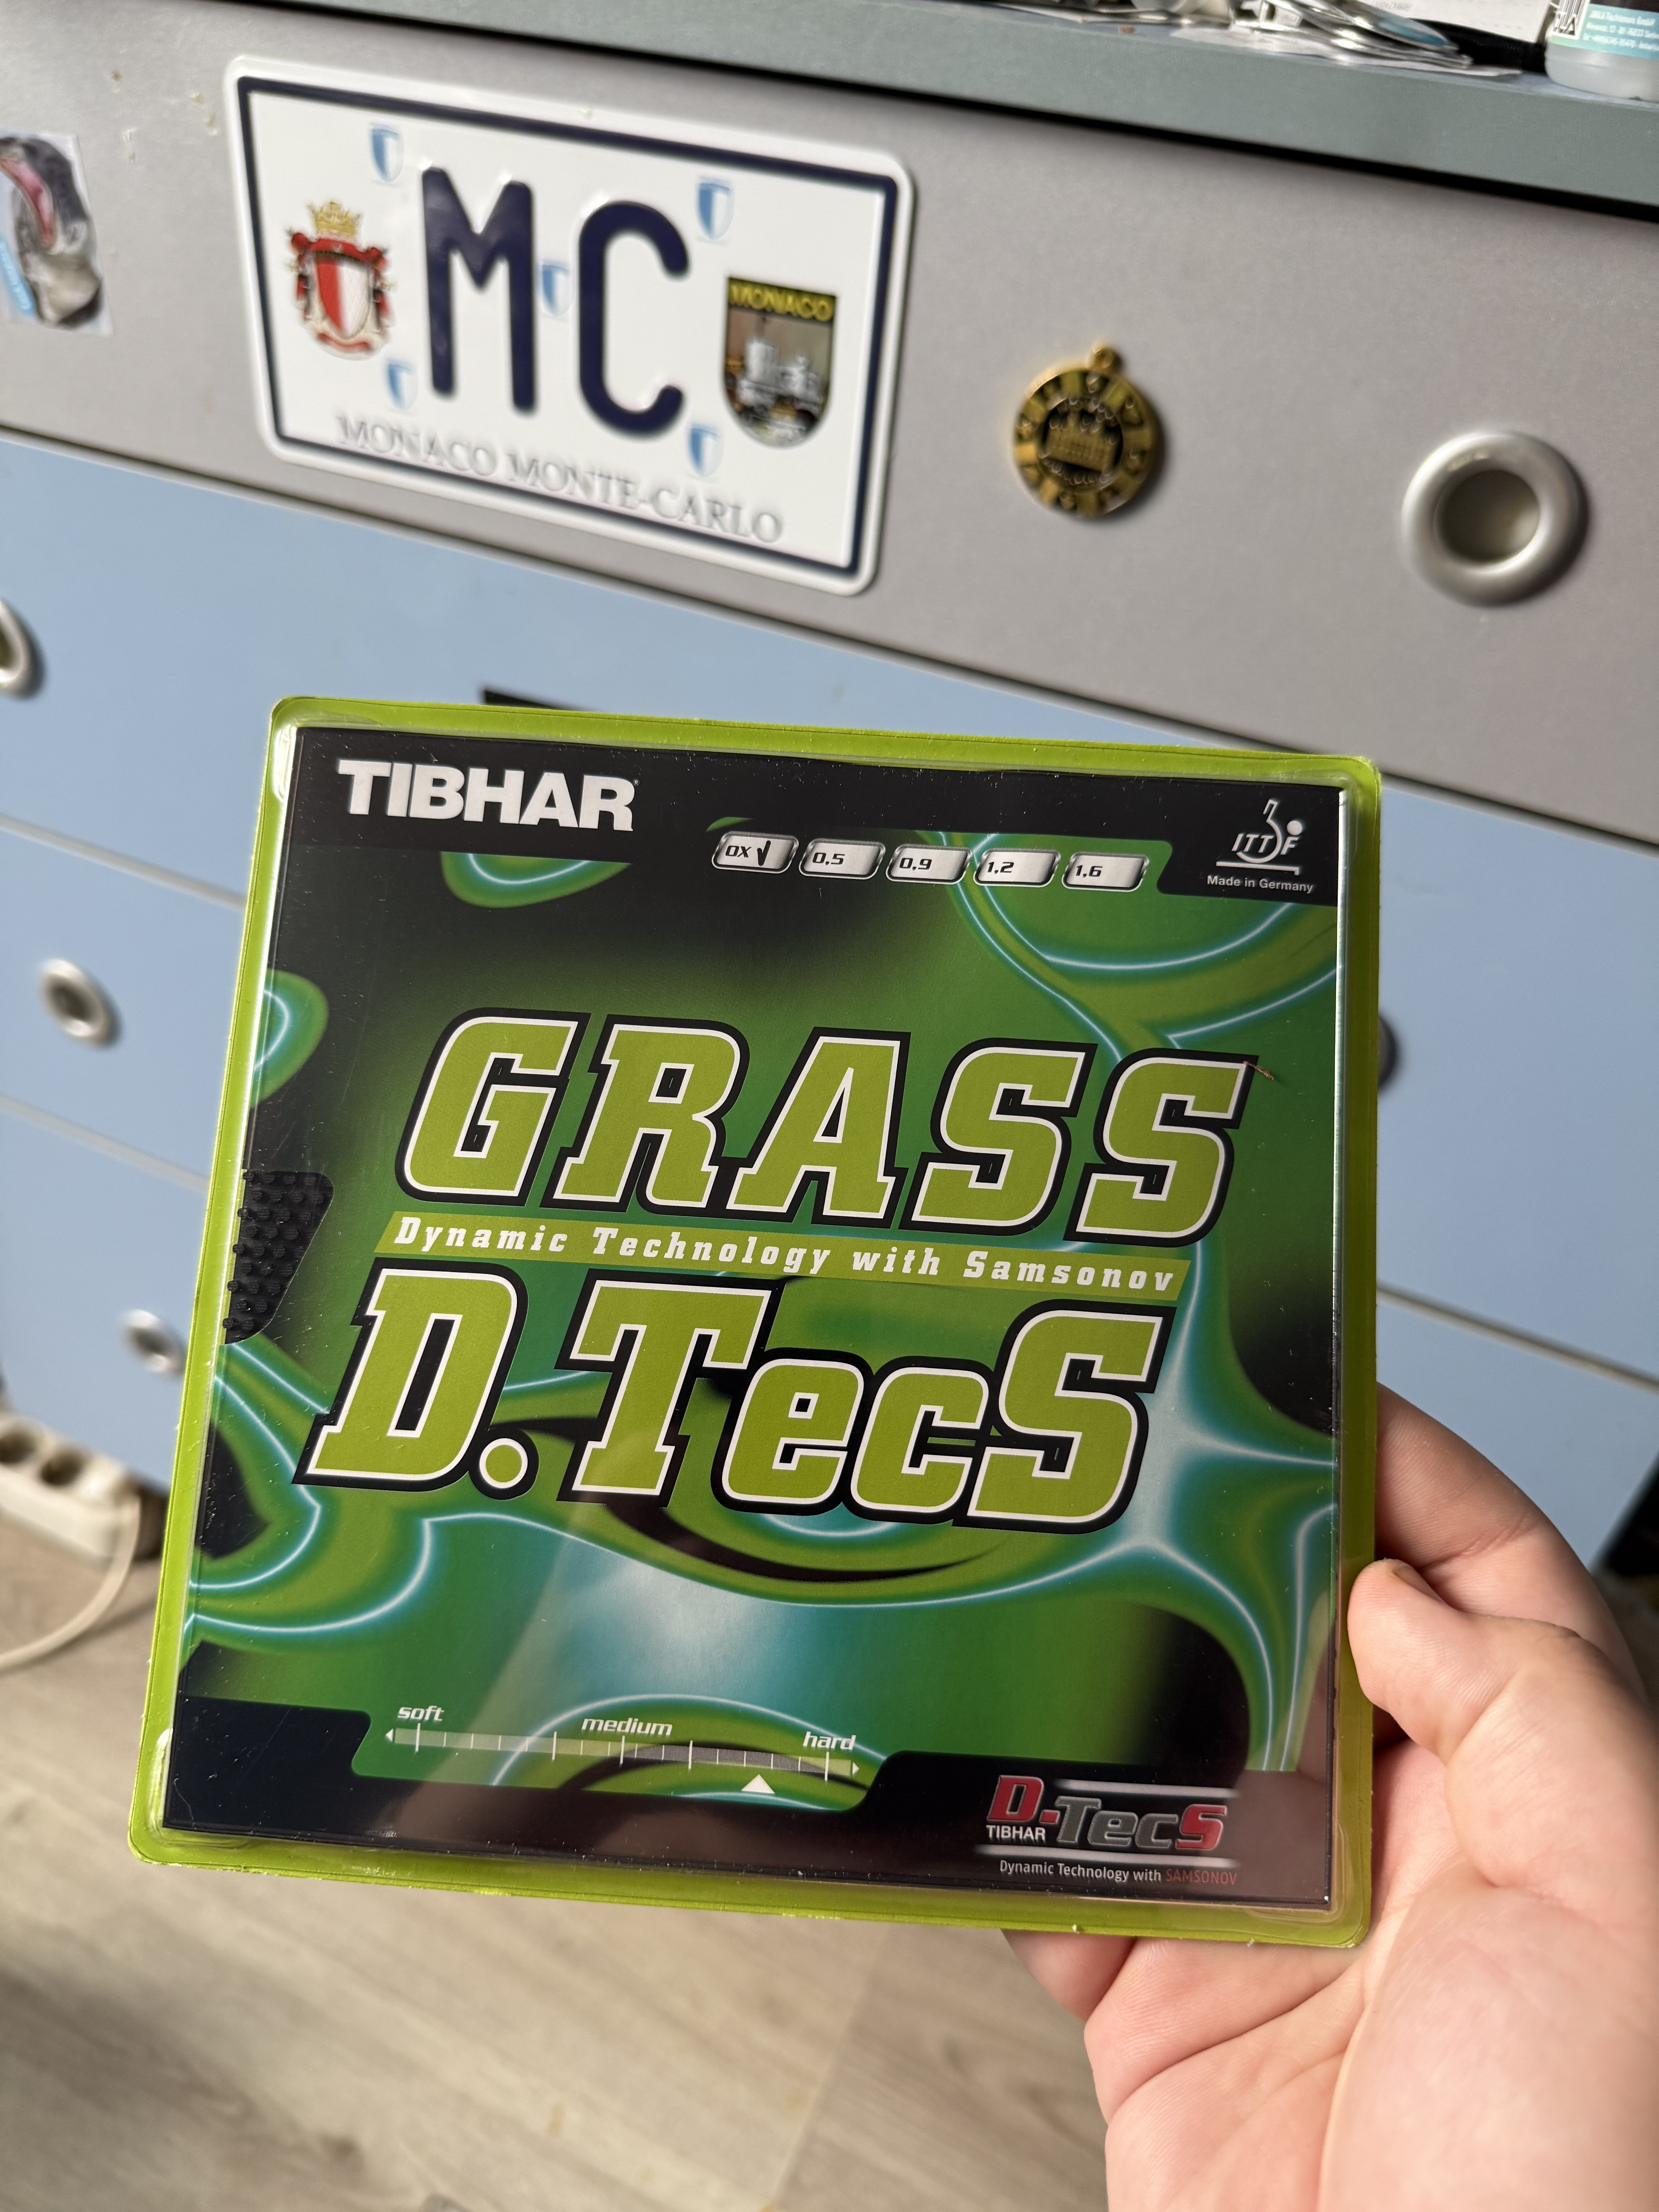 MC
MONACO
MONACO MONTE-CARLO
TIBHAR
0X 0,5 0,9 1,2 1,6
ITTF
Made in Germany
GRASS
Dynamic Technology with Samsonov
D.TecS
soft medium hard
D.TecS
TIBHAR
Dynamic Technology with SAMSONOV